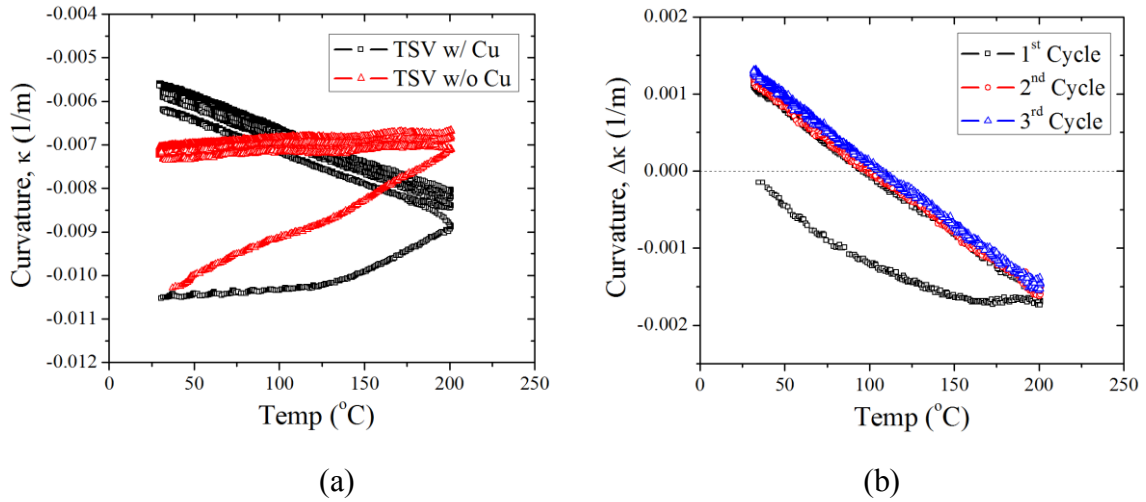 Curvature, κ (1/m)
-0.004
-0.005
-0.006
-0.007
-0.008
-0.009
-0.010
-0.011
-0.012
TSV w/ Cu
TSV w/o Cu
0 50 100 150 200 250
Temp (°C)
(a)
Curvature, Δκ (1/m)
0.002
0.001
0.000
-0.001
-0.002
1st Cycle
2nd Cycle
3rd Cycle
0 50 100 150 200 250
Temp (°C)
(b)